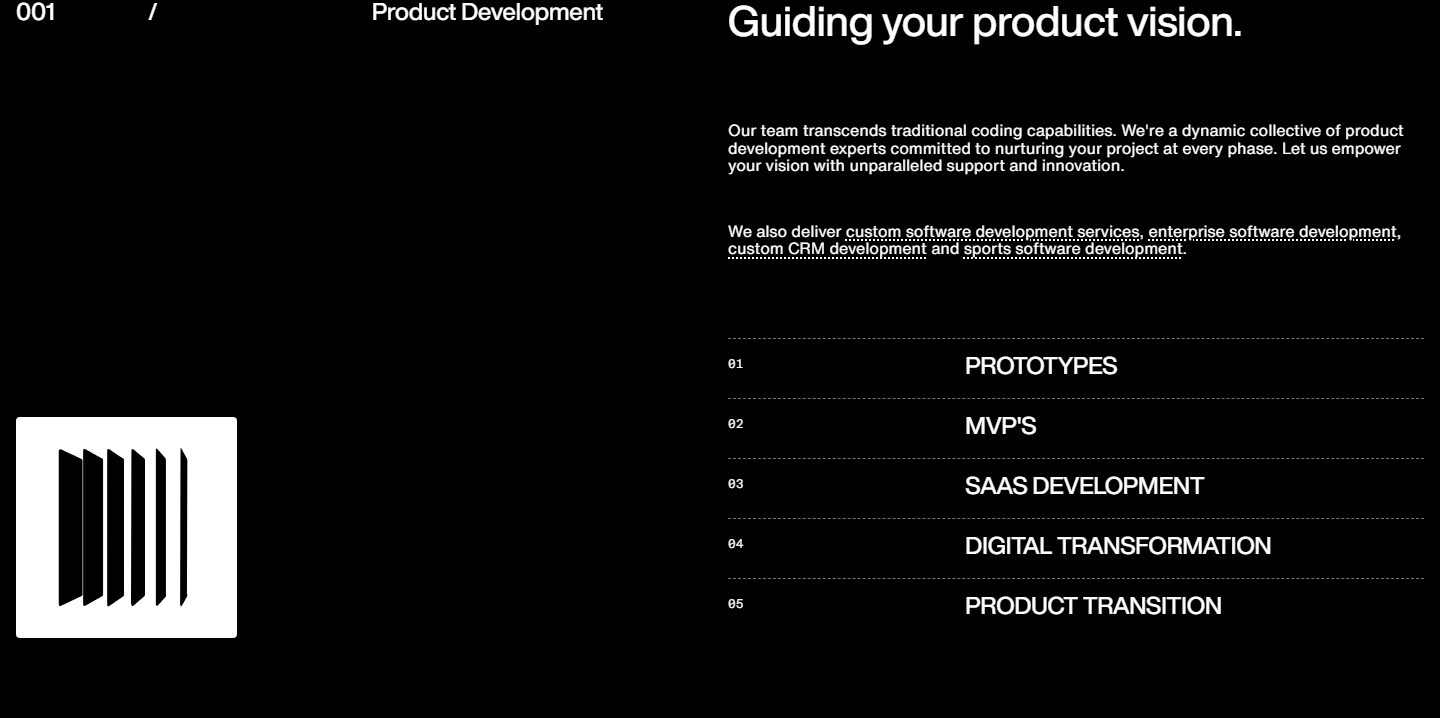 001 / Product Development
Guiding your product vision.
Our team transcends traditional coding capabilities. We're a dynamic collective of product
development experts committed to nurturing your project at every phase. Let us empower
your vision with unparalleled support and innovation.
We also deliver custom software development services, enterprise software development,
custom CRM development and sports software development.
01 PROTOTYPES
02 MVP'S
03 SAAS DEVELOPMENT
04 DIGITAL TRANSFORMATION
05 PRODUCT TRANSITION